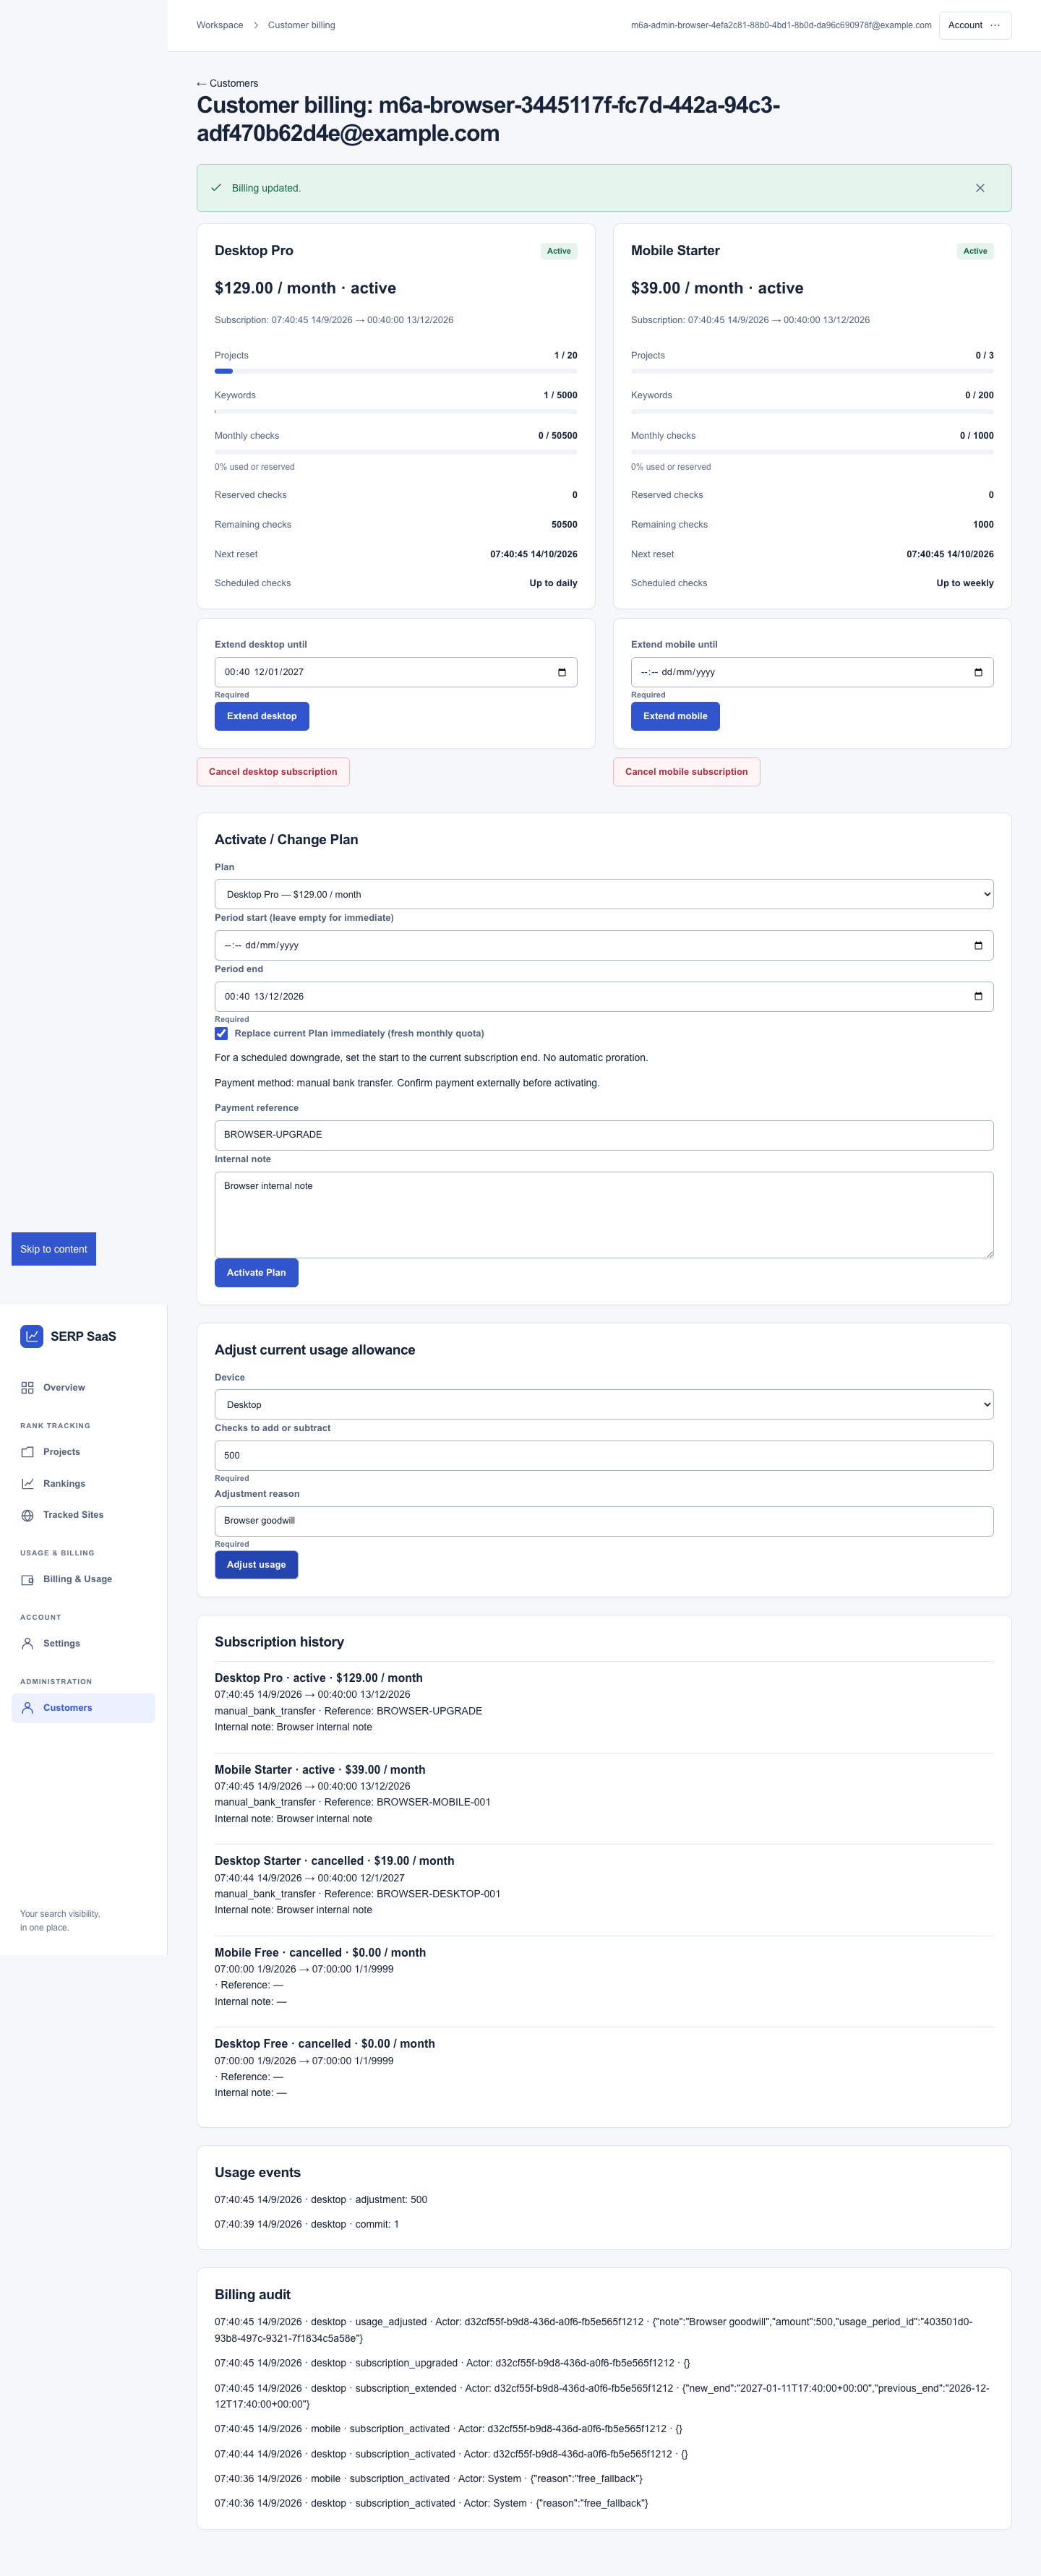 Workspace
Customer billing
m6a-admin-browser-4efa2c81-88b0-4bd1-8b0d-da96c690978f@example.com
Account ···
← Customers
Customer billing: m6a-browser-3445117f-fc7d-442a-94c3-
adf470b62d4e@example.com
Billing updated.
Desktop Pro
Active
$129.00 / month · active
Subscription: 07:40:45 14/9/2026 → 00:40:00 13/12/2026
Projects
1 / 20
Keywords
1 / 5000
Monthly checks
0 / 50500
0% used or reserved
Reserved checks
0
Remaining checks
50500
Next reset
07:40:45 14/10/2026
Scheduled checks
Up to daily
Mobile Starter
Active
$39.00 / month · active
Subscription: 07:40:45 14/9/2026 → 00:40:00 13/12/2026
Projects
0 / 3
Keywords
0 / 200
Monthly checks
0 / 1000
0% used or reserved
Reserved checks
0
Remaining checks
1000
Next reset
07:40:45 14/10/2026
Scheduled checks
Up to weekly
Extend desktop until
00:40 12/01/2027
Required
Extend desktop
Extend mobile until
--:-- dd/mm/yyyy
Required
Extend mobile
Cancel desktop subscription
Cancel mobile subscription
Activate / Change Plan
Plan
Desktop Pro — $129.00 / month
Period start (leave empty for immediate)
--:-- dd/mm/yyyy
Period end
00:40 13/12/2026
Required
Replace current Plan immediately (fresh monthly quota)
For a scheduled downgrade, set the start to the current subscription end. No automatic proration.
Payment method: manual bank transfer. Confirm payment externally before activating.
Payment reference
BROWSER-UPGRADE
Internal note
Browser internal note
Activate Plan
Skip to content
SERP SaaS
Overview
RANK TRACKING
Projects
Rankings
Tracked Sites
USAGE & BILLING
Billing & Usage
ACCOUNT
Settings
ADMINISTRATION
Customers
Your search visibility,
in one place.
Adjust current usage allowance
Device
Desktop
Checks to add or subtract
500
Required
Adjustment reason
Browser goodwill
Required
Adjust usage
Subscription history
Desktop Pro · active · $129.00 / month
07:40:45 14/9/2026 → 00:40:00 13/12/2026
manual_bank_transfer · Reference: BROWSER-UPGRADE
Internal note: Browser internal note
Mobile Starter · active · $39.00 / month
07:40:45 14/9/2026 → 00:40:00 13/12/2026
manual_bank_transfer · Reference: BROWSER-MOBILE-001
Internal note: Browser internal note
Desktop Starter · cancelled · $19.00 / month
07:40:44 14/9/2026 → 00:40:00 12/1/2027
manual_bank_transfer · Reference: BROWSER-DESKTOP-001
Internal note: Browser internal note
Mobile Free · cancelled · $0.00 / month
07:00:00 1/9/2026 → 07:00:00 1/1/9999
· Reference: —
Internal note: —
Desktop Free · cancelled · $0.00 / month
07:00:00 1/9/2026 → 07:00:00 1/1/9999
· Reference: —
Internal note: —
Usage events
07:40:45 14/9/2026 · desktop · adjustment: 500
07:40:39 14/9/2026 · desktop · commit: 1
Billing audit
07:40:45 14/9/2026 · desktop · usage_adjusted · Actor: d32cf55f-b9d8-436d-a0f6-fb5e565f1212 · {"note":"Browser goodwill","amount":500,"usage_period_id":"403501d0-
93b8-497c-9321-7f1834c5a58e"}
07:40:45 14/9/2026 · desktop · subscription_upgraded · Actor: d32cf55f-b9d8-436d-a0f6-fb5e565f1212 · {}
07:40:45 14/9/2026 · desktop · subscription_extended · Actor: d32cf55f-b9d8-436d-a0f6-fb5e565f1212 · {"new_end":"2027-01-11T17:40:00+00:00","previous_end":"2026-12-
12T17:40:00+00:00"}
07:40:45 14/9/2026 · mobile · subscription_activated · Actor: d32cf55f-b9d8-436d-a0f6-fb5e565f1212 · {}
07:40:44 14/9/2026 · desktop · subscription_activated · Actor: d32cf55f-b9d8-436d-a0f6-fb5e565f1212 · {}
07:40:36 14/9/2026 · mobile · subscription_activated · Actor: System · {"reason":"free_fallback"}
07:40:36 14/9/2026 · desktop · subscription_activated · Actor: System · {"reason":"free_fallback"}